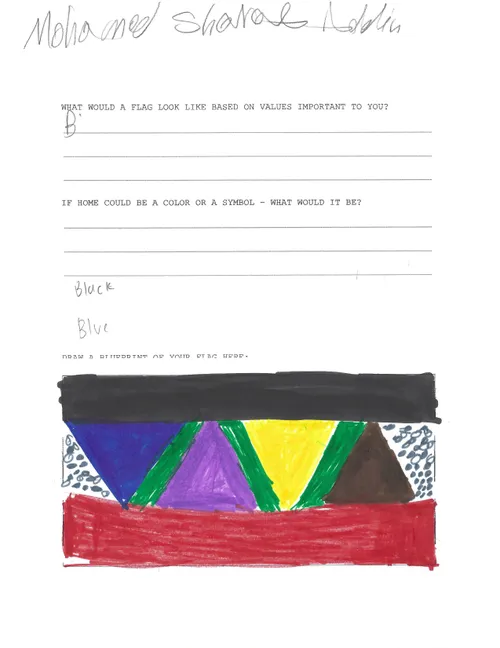 Mohamed Sharaf Addin
WHAT WOULD A FLAG LOOK LIKE BASED ON VALUES IMPORTANT TO YOU?
B
IF HOME COULD BE A COLOR OR A SYMBOL – WHAT WOULD IT BE?
Black
Blue
DRAW A BLUEPRINT OF YOUR FLAG HERE: